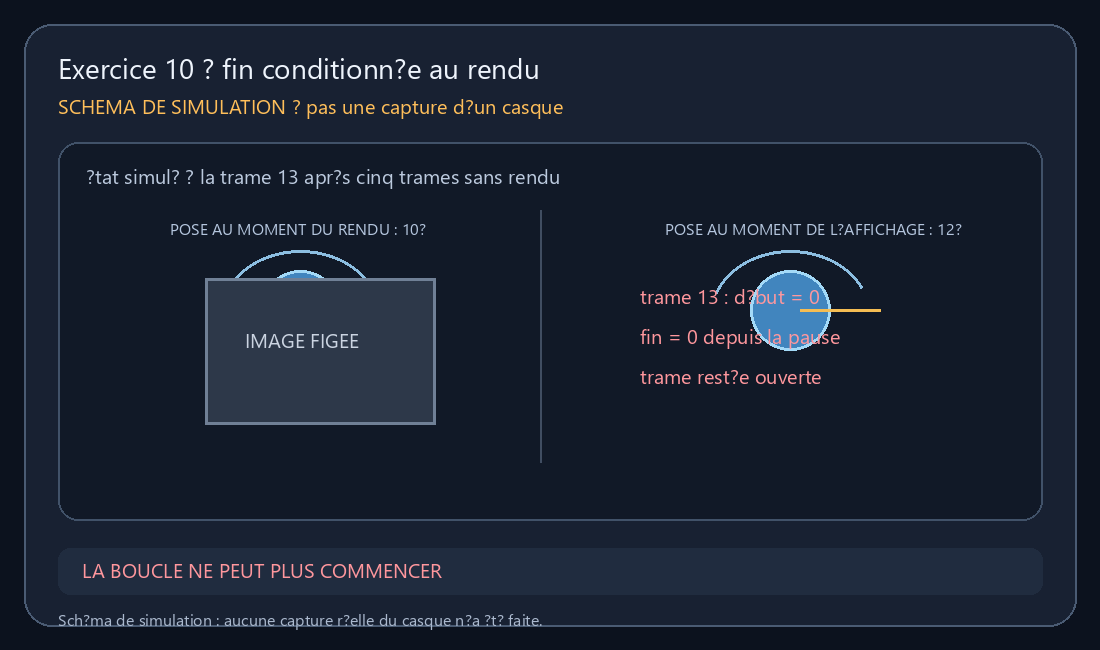 Exercice 10 ? fin conditionn?e au rendu
SCHEMA DE SIMULATION ? pas une capture d?un casque
?tat simul? ? la trame 13 apr?s cinq trames sans rendu
POSE AU MOMENT DU RENDU : 10?
IMAGE FIGEE
POSE AU MOMENT DE L?AFFICHAGE : 12?
trame 13 : d?but = 0
fin = 0 depuis la pause
trame rest?e ouverte
LA BOUCLE NE PEUT PLUS COMMENCER
Sch?ma de simulation : aucune capture r?elle du casque n?a ?t? faite.